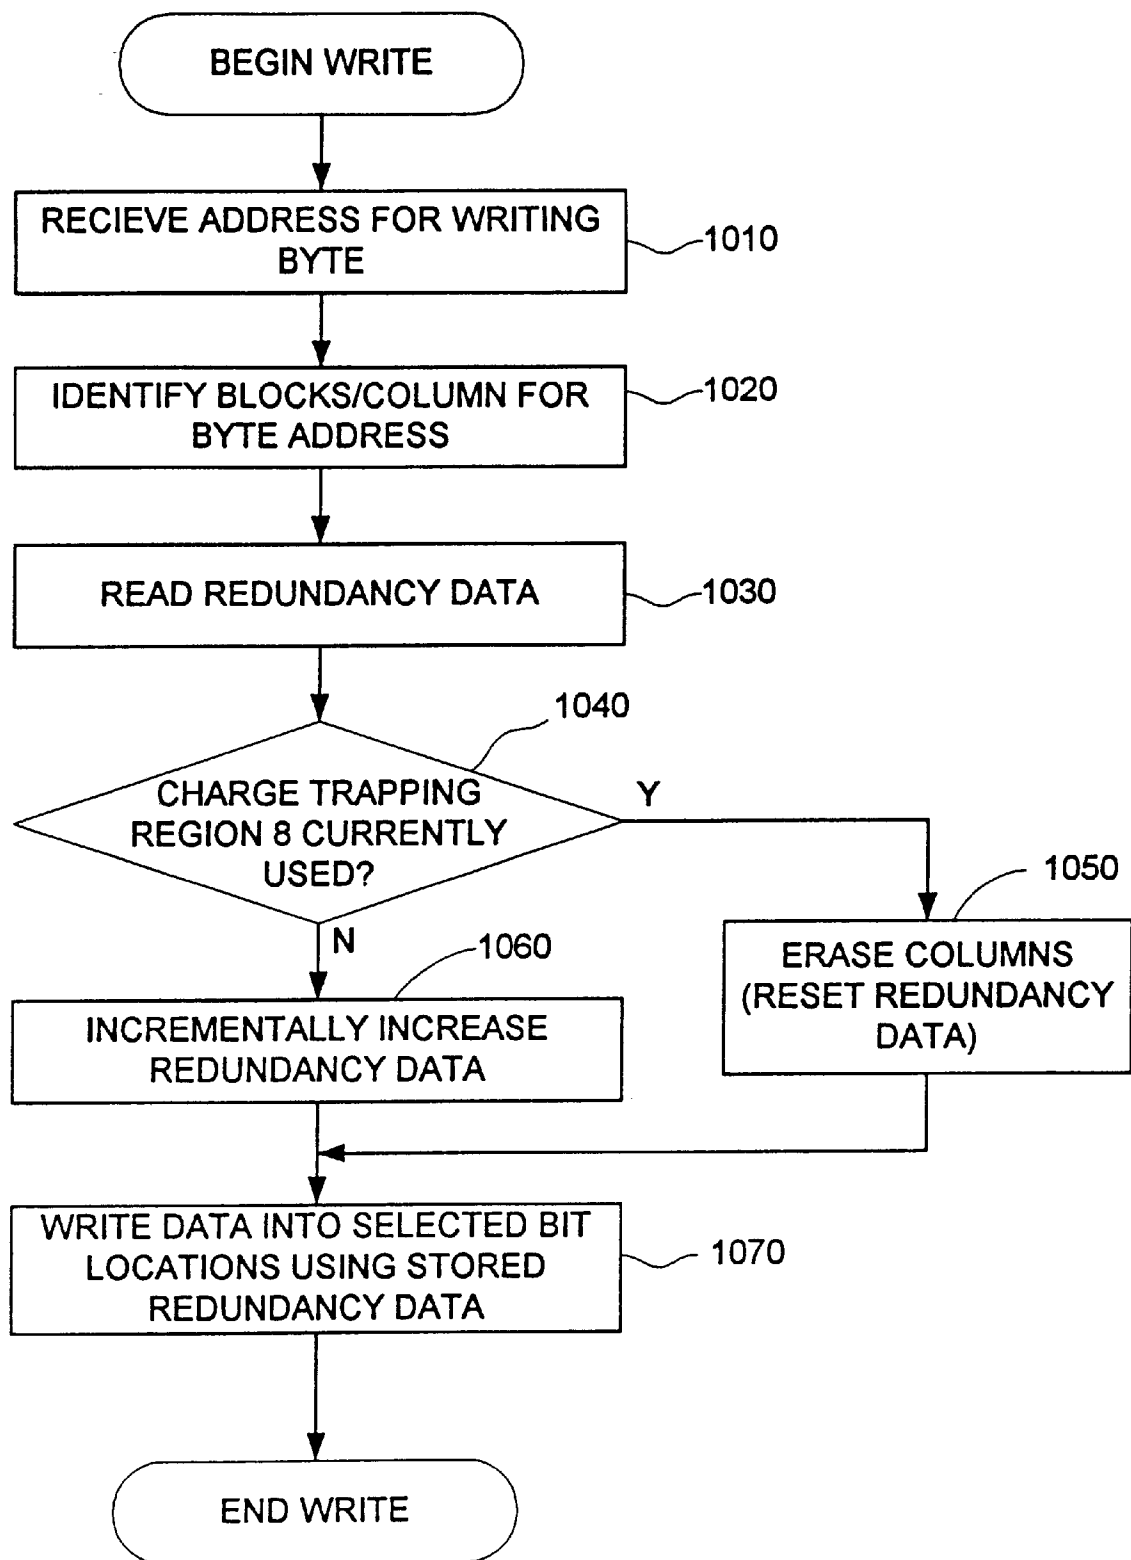 BEGIN WRITE
RECIEVE ADDRESS FOR WRITING
BYTE
1010
IDENTIFY BLOCKS/COLUMN FOR
BYTE ADDRESS
1020
READ REDUNDANCY DATA
1030
1040
CHARGE TRAPPING
REGION 8 CURRENTLY
USED?
Y
N
1050
ERASE COLUMNS
(RESET REDUNDANCY
DATA)
1060
INCREMENTALLY INCREASE
REDUNDANCY DATA
WRITE DATA INTO SELECTED BIT
LOCATIONS USING STORED
REDUNDANCY DATA
1070
END WRITE